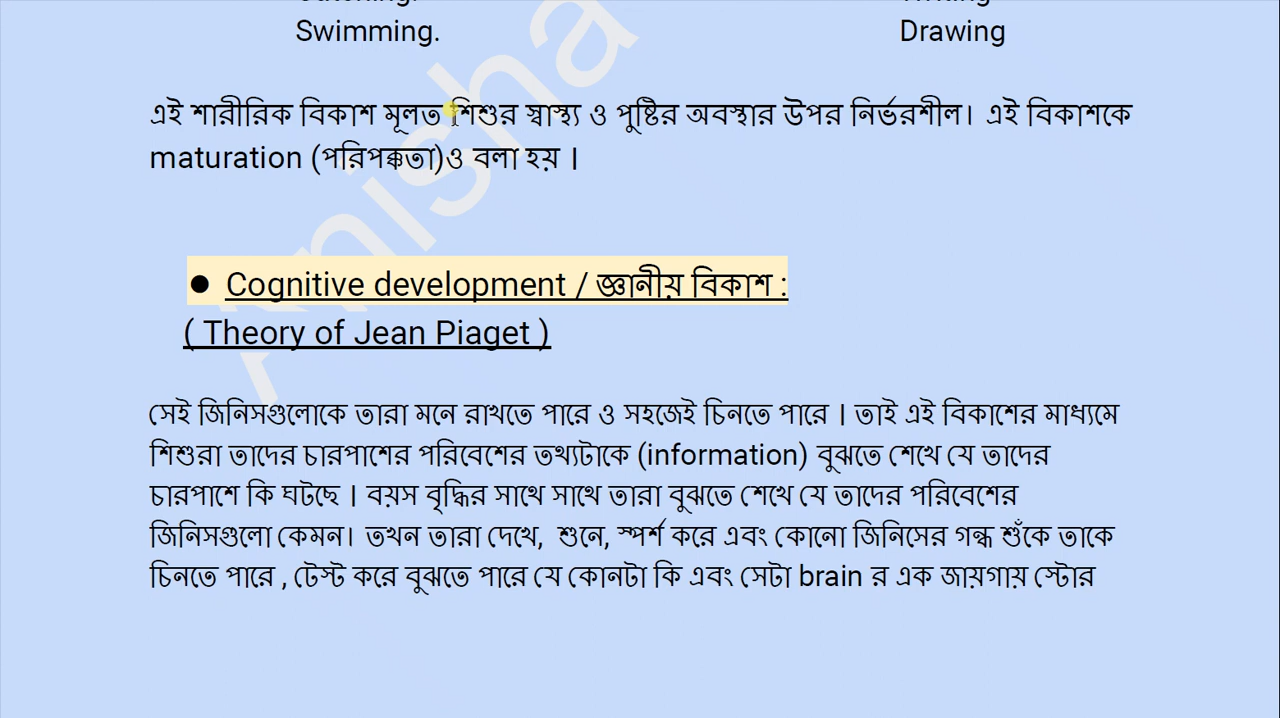 Swimming.
Drawing
এই শারীরিক বিকাশ মূলত শিশুর স্বাস্থ্য ও পুষ্টির অবস্থার উপর নির্ভরশীল। এই বিকাশকে
maturation (পরিপক্কতা)ও বলা হয় ।
● Cognitive development / জ্ঞানীয় বিকাশ :
( Theory of Jean Piaget )
সেই জিনিসগুলোকে তারা মনে রাখতে পারে ও সহজেই চিনতে পারে । তাই এই বিকাশের মাধ্যমে
শিশুরা তাদের চারপাশের পরিবেশের তথ্যটাকে (information) বুঝতে শেখে যে তাদের
চারপাশে কি ঘটছে । বয়স বৃদ্ধির সাথে সাথে তারা বুঝতে শেখে যে তাদের পরিবেশের
জিনিসগুলো কেমন। তখন তারা দেখে, শুনে, স্পর্শ করে এবং কোনো জিনিসের গন্ধ শুঁকে তাকে
চিনতে পারে , টেস্ট করে বুঝতে পারে যে কোনটা কি এবং সেটা brain র এক জায়গায় স্টোর